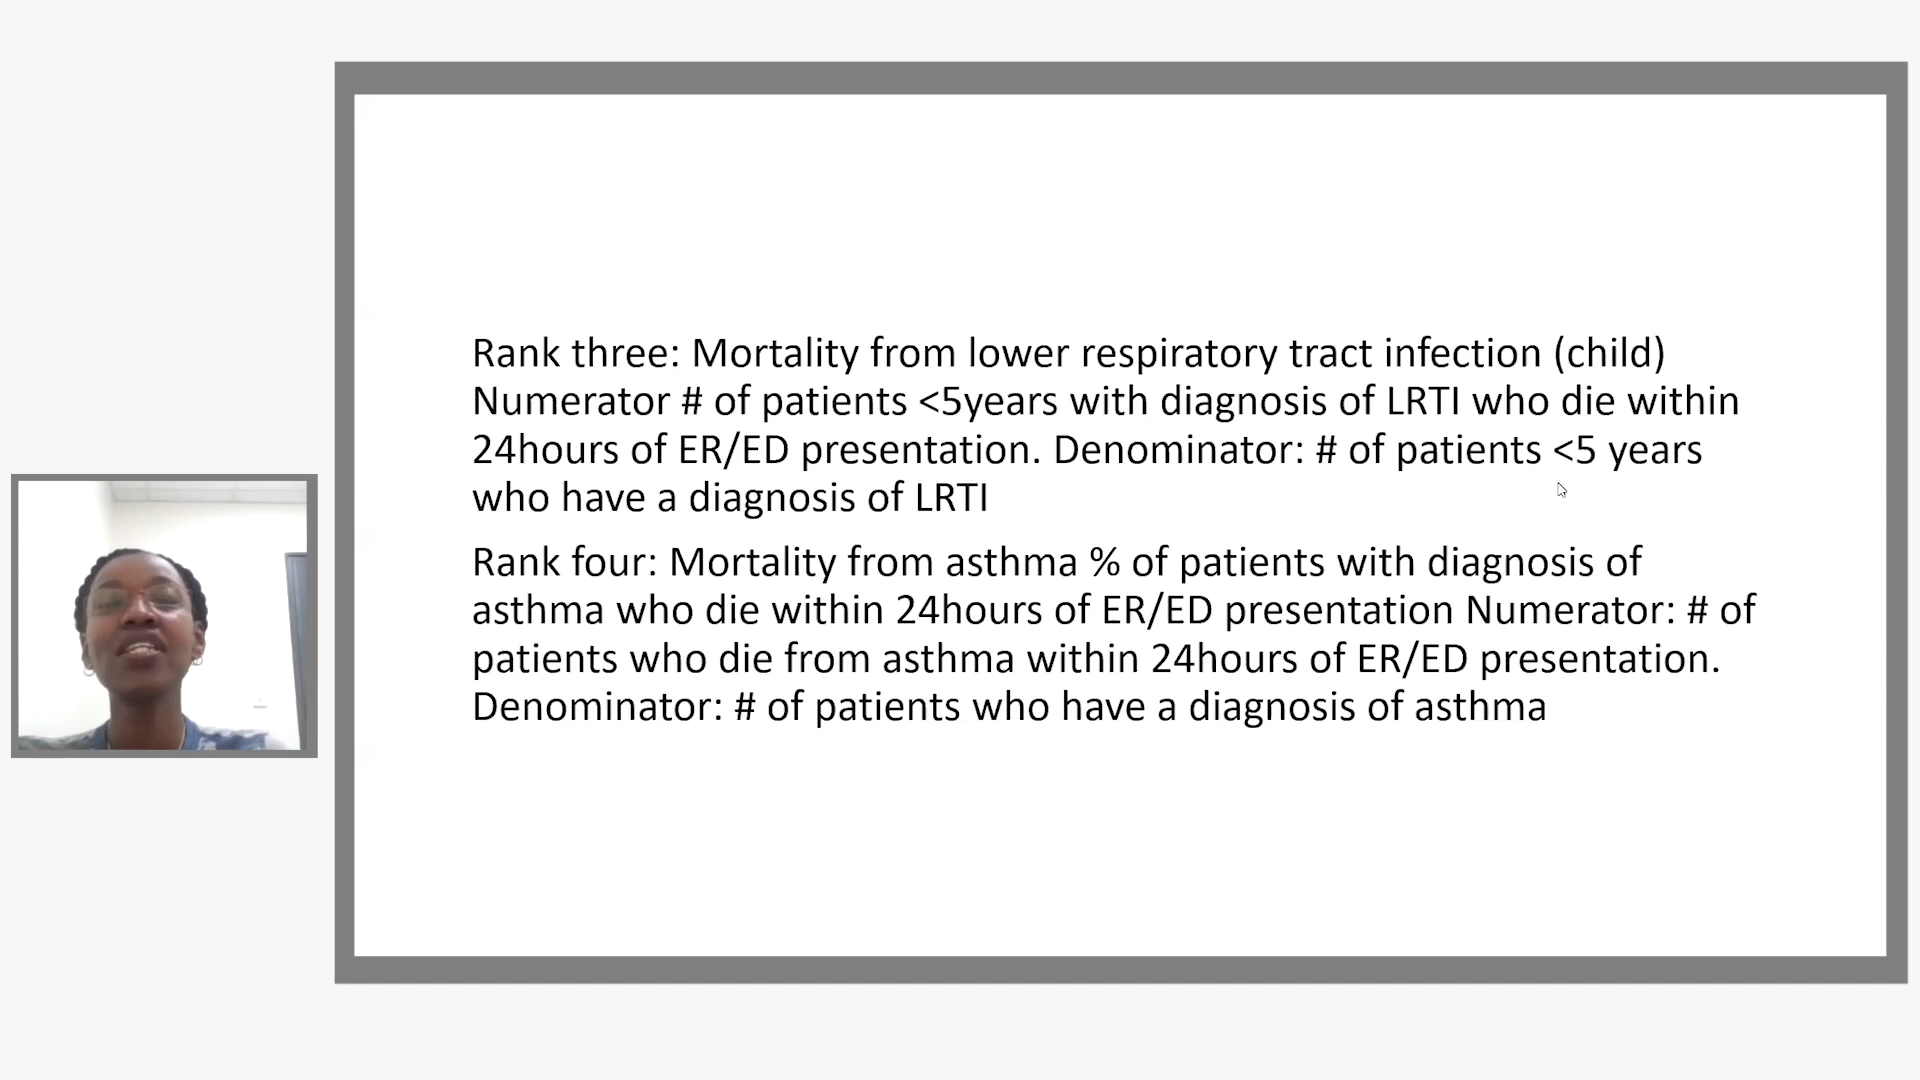 Rank three: Mortality from lower respiratory tract infection (child)
Numerator # of patients <5years with diagnosis of LRTI who die within
24hours of ER/ED presentation. Denominator: # of patients <5 years
who have a diagnosis of LRTI
Rank four: Mortality from asthma % of patients with diagnosis of
asthma who die within 24hours of ER/ED presentation Numerator: # of
patients who die from asthma within 24hours of ER/ED presentation.
Denominator: # of patients who have a diagnosis of asthma